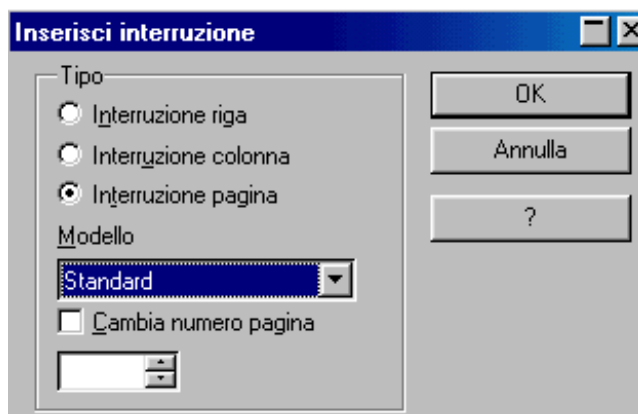 Inserisci interruzione
Tipo
Interruzione riga
Interruzione colonna
Interruzione pagina
Modello
Standard
Cambia numero pagina
OK
Annulla
?